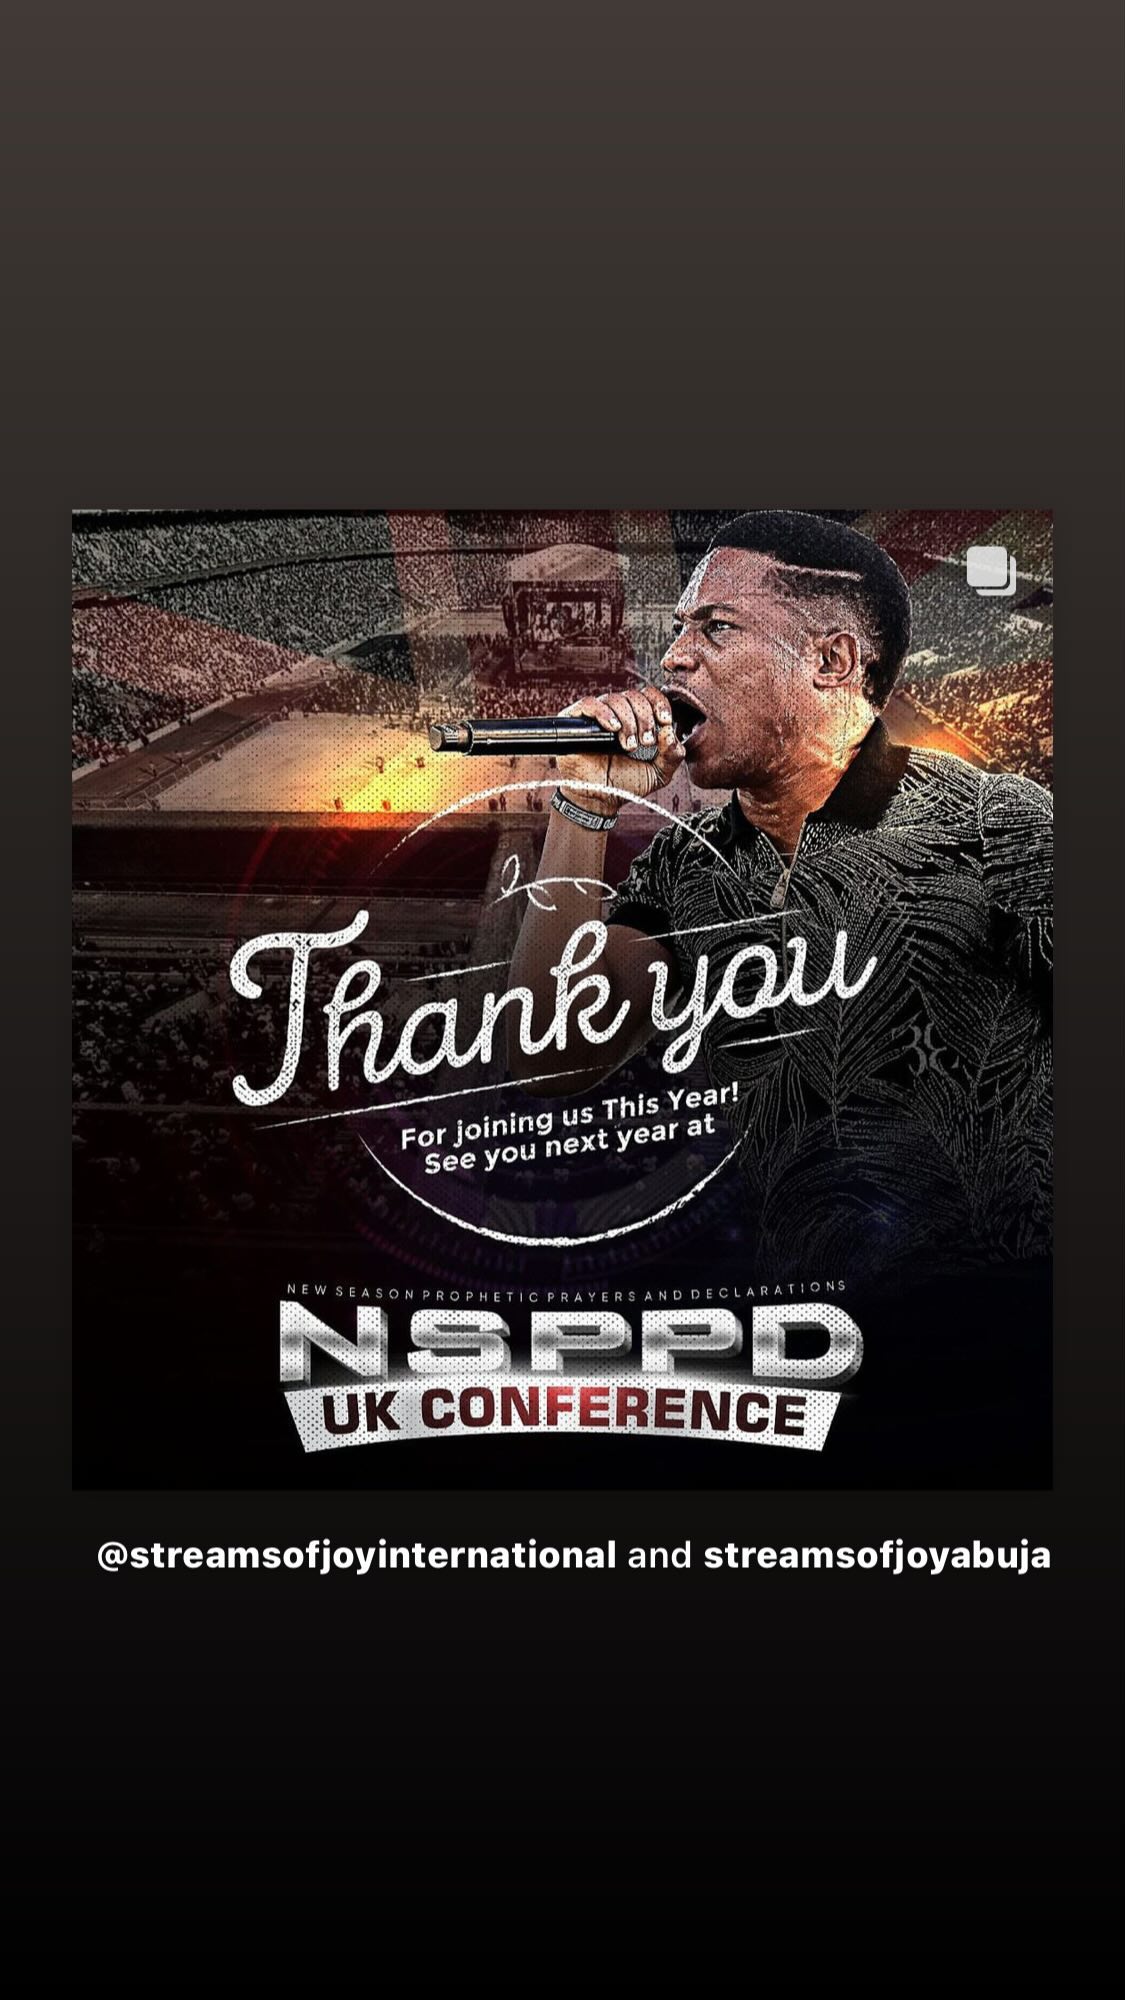 Thank you
For joining us This Year!
See you next year at
NEW SEASON PROPHETIC PRAYERS AND DECLARATIONS
NSPPD
UK CONFERENCE
@streamsofjoyinternational and streamsofjoyabuja